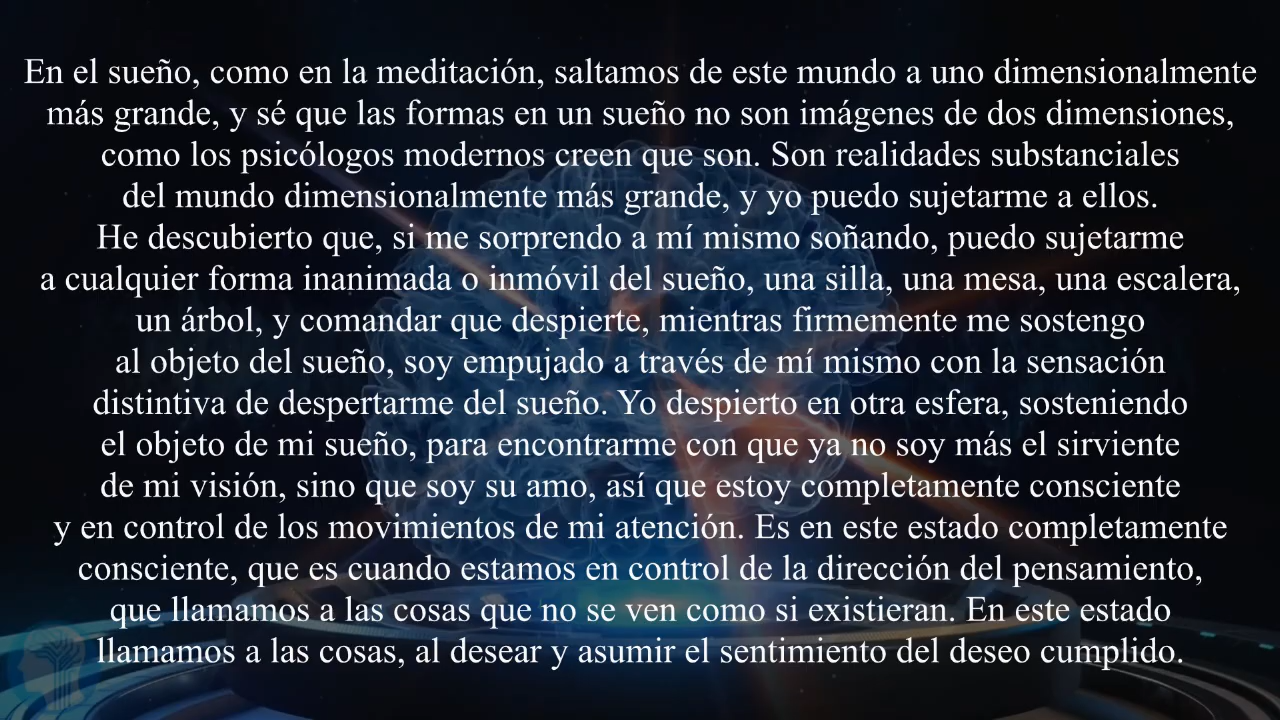 En el sueño, como en la meditación, saltamos de este mundo a uno dimensionalmente
más grande, y sé que las formas en un sueño no son imágenes de dos dimensiones,
como los psicólogos modernos creen que son. Son realidades substanciales
del mundo dimensionalmente más grande, y yo puedo sujetarme a ellos.
He descubierto que, si me sorprendo a mí mismo soñando, puedo sujetarme
a cualquier forma inanimada o inmóvil del sueño, una silla, una mesa, una escalera,
un árbol, y comandar que despierte, mientras firmemente me sostengo
al objeto del sueño, soy empujado a través de mí mismo con la sensación
distintiva de despertarme del sueño. Yo despierto en otra esfera, sosteniendo
el objeto de mi sueño, para encontrarme con que ya no soy más el sirviente
de mi visión, sino que soy su amo, así que estoy completamente consciente
y en control de los movimientos de mi atención. Es en este estado completamente
consciente, que es cuando estamos en control de la dirección del pensamiento,
que llamamos a las cosas que no se ven como si existieran. En este estado
llamamos a las cosas, al desear y asumir el sentimiento del deseo cumplido.